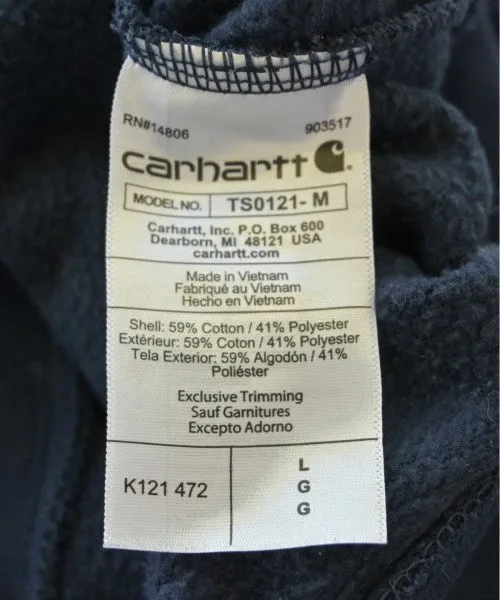 RN#14806 903517
carhartt
MODEL NO. TS0121- M
Carhartt, Inc. P.O. Box 600
Dearborn, MI 48121 USA
carhartt.com
Made in Vietnam
Fabriqué au Vietnam
Hecho en Vietnam
Shell: 59% Cotton / 41% Polyester
Extérieur: 59% Coton / 41% Polyester
Tela Exterior: 59% Algodón / 41%
Poliéster
Exclusive Trimming
Sauf Garnitures
Excepto Adorno
K121 472
L
G
G